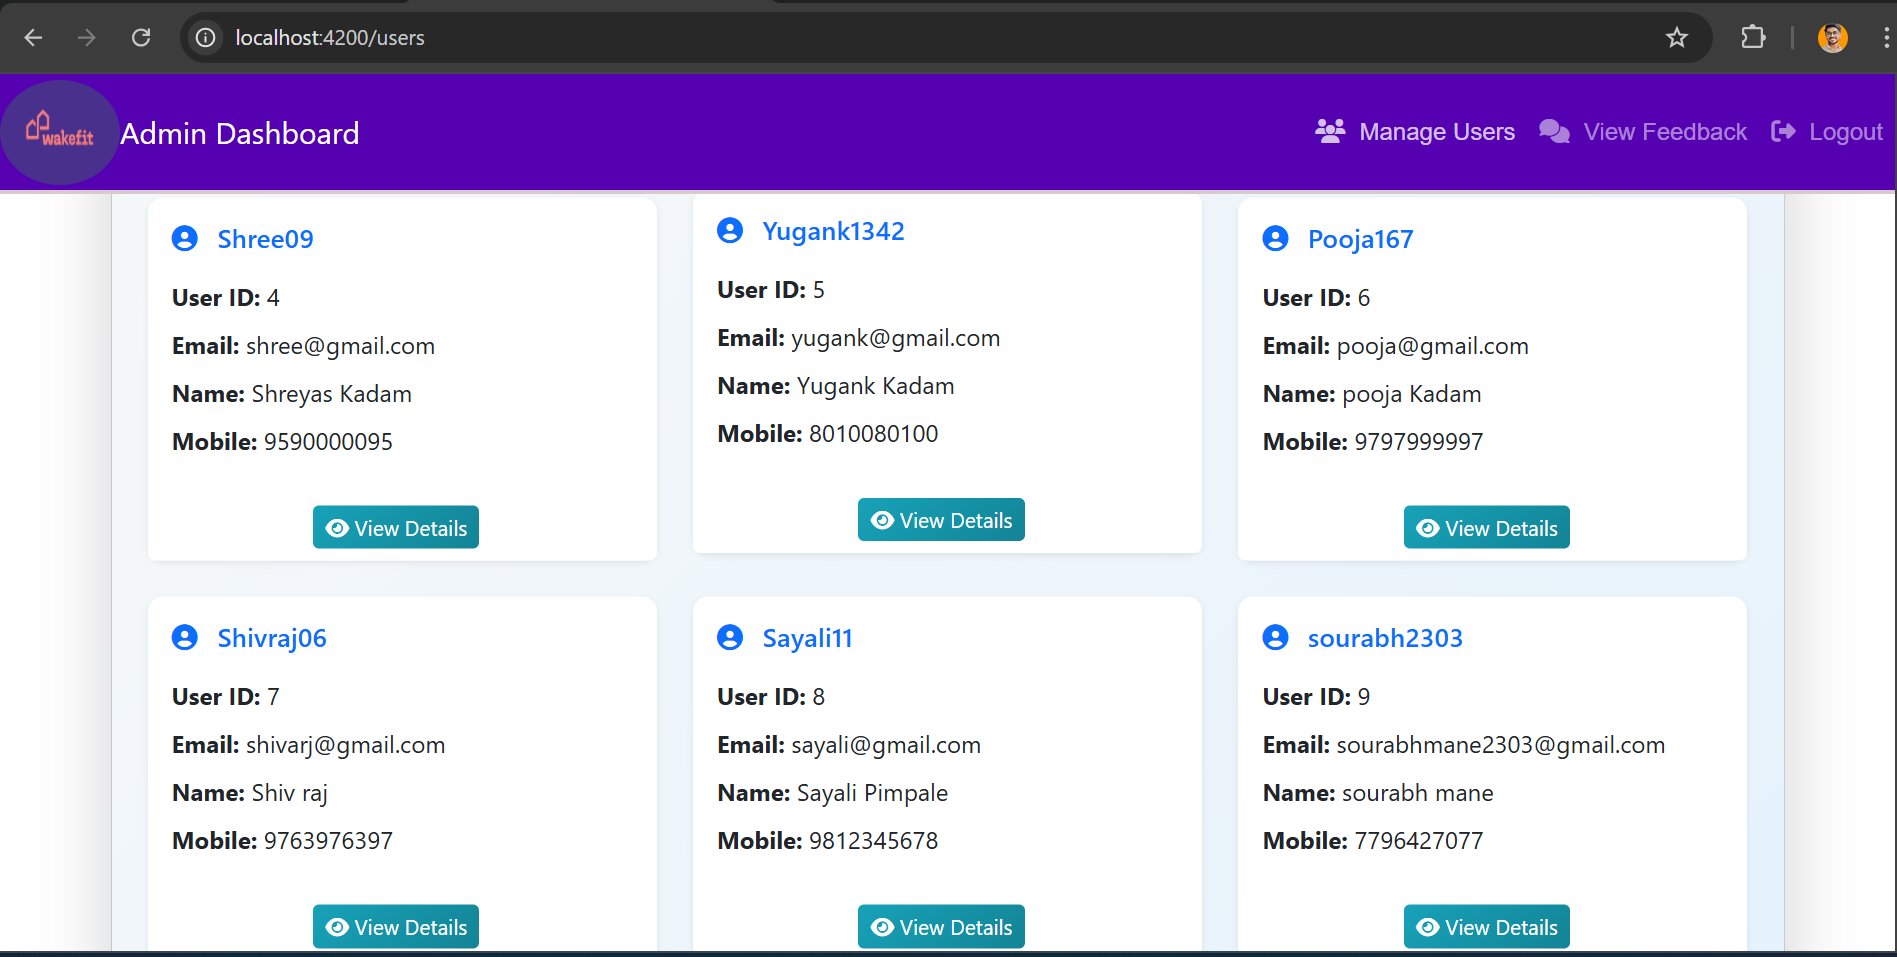 localhost:4200/users
wakefit
Admin Dashboard
Manage Users
View Feedback
Logout
Shree09
User ID: 4
Email: shree@gmail.com
Name: Shreyas Kadam
Mobile: 9590000095
View Details
Yugank1342
User ID: 5
Email: yugank@gmail.com
Name: Yugank Kadam
Mobile: 8010080100
View Details
Pooja167
User ID: 6
Email: pooja@gmail.com
Name: pooja Kadam
Mobile: 9797999997
View Details
Shivraj06
User ID: 7
Email: shivarj@gmail.com
Name: Shiv raj
Mobile: 9763976397
View Details
Sayali11
User ID: 8
Email: sayali@gmail.com
Name: Sayali Pimpale
Mobile: 9812345678
View Details
sourabh2303
User ID: 9
Email: sourabhmane2303@gmail.com
Name: sourabh mane
Mobile: 7796427077
View Details